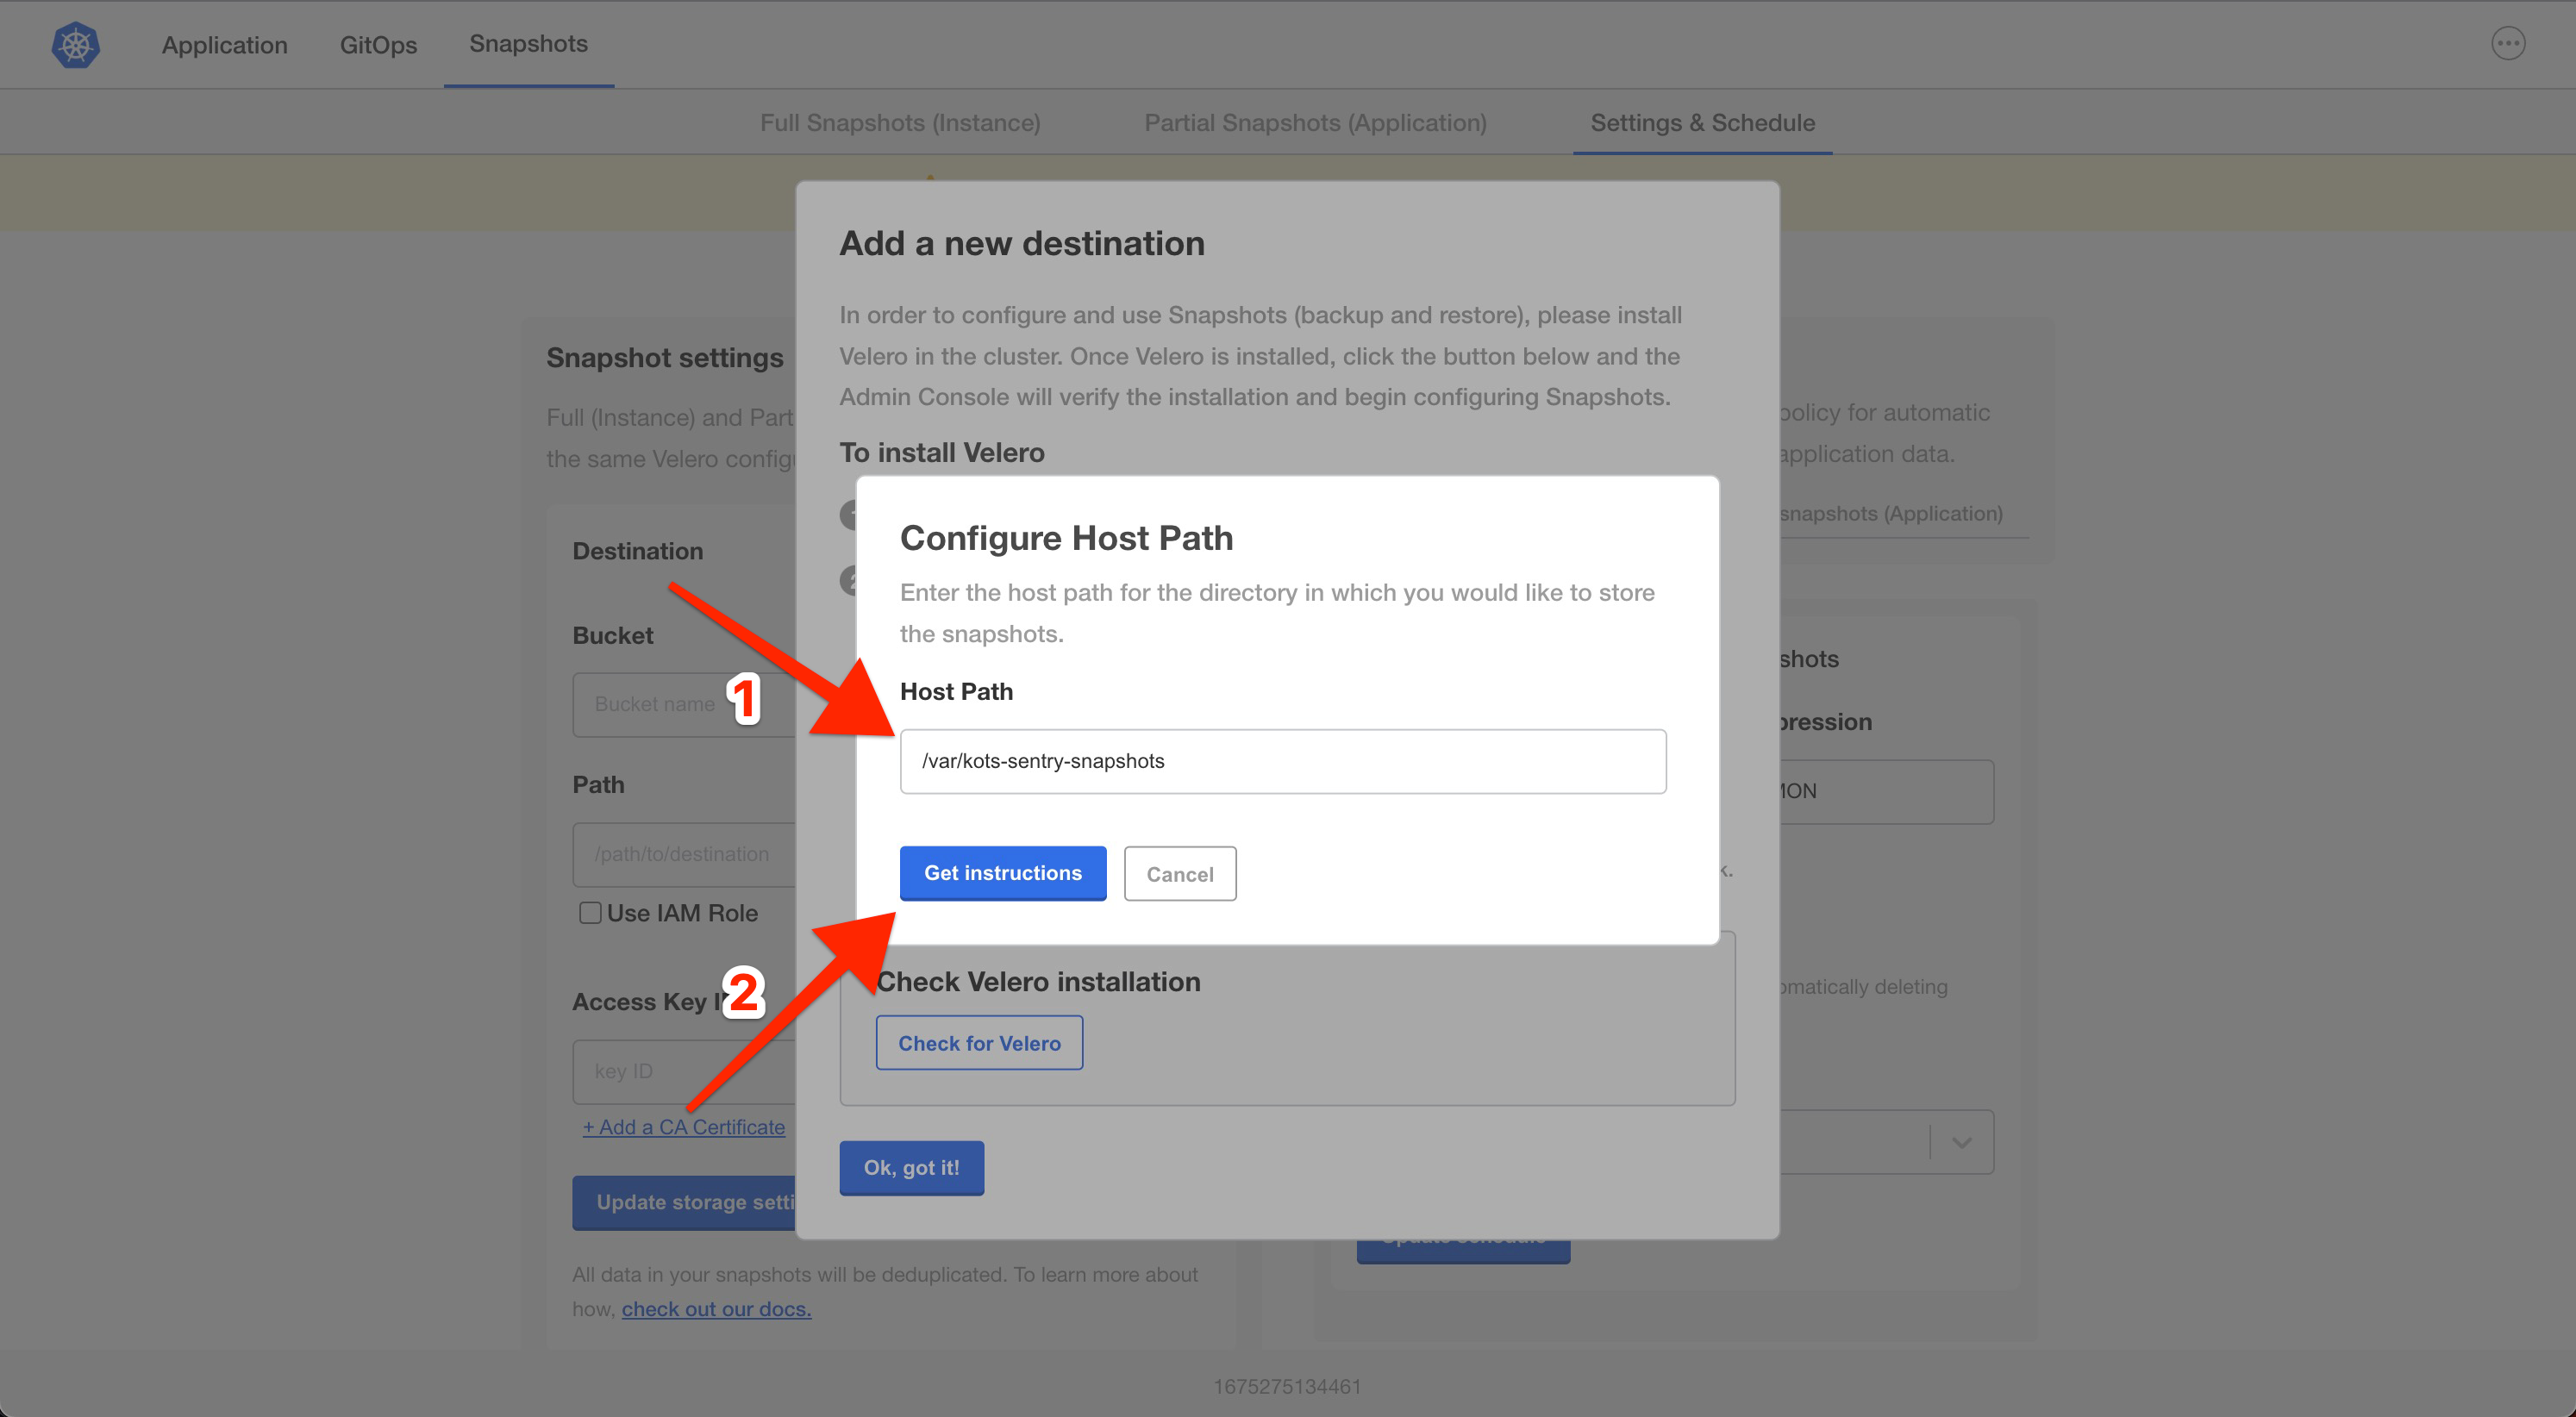 Application
GitOps
Snapshots
Full Snapshots (Instance)
Partial Snapshots (Application)
Settings & Schedule
Add a new destination
In order to configure and use Snapshots (backup and restore), please install
Velero in the cluster. Once Velero is installed, click the button below and the
Admin Console will verify the installation and begin configuring Snapshots.
To install Velero
Snapshot settings
Full (Instance) and Part
the same Velero config
Destination
Bucket
Bucket name
Path
/path/to/destination
Use IAM Role
Access Key
key ID
+ Add a CA Certificate
Update storage setti
All data in your snapshots will be deduplicated. To learn more about
how, check out our docs.
1
2
Configure Host Path
Enter the host path for the directory in which you would like to store
the snapshots.
Host Path
/var/kots-sentry-snapshots
Get instructions
Cancel
Check Velero installation
Check for Velero
Ok, got it!
policy for automatic
application data.
snapshots (Application)
shots
pression
MON
k.
omatically deleting
1675275134461